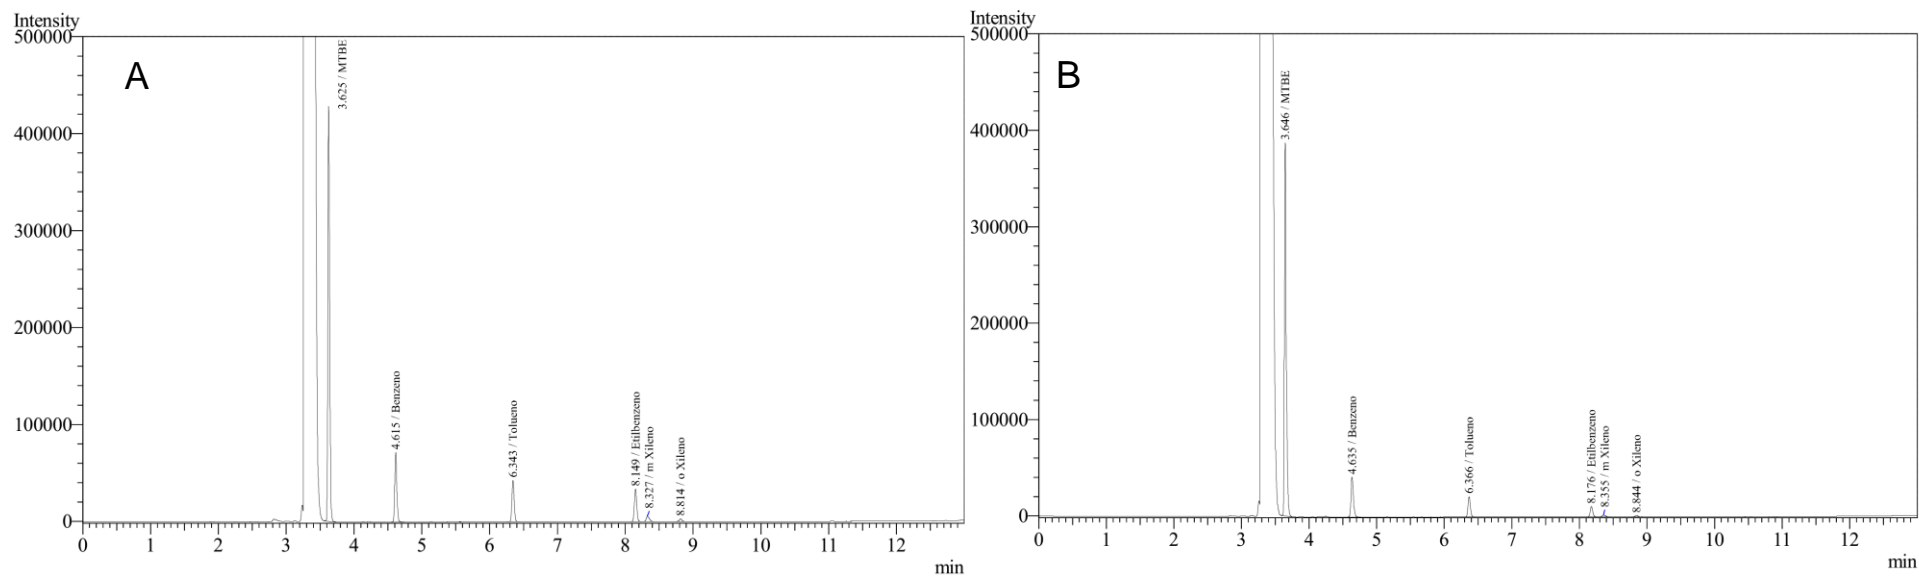 Intensity
500000
400000
300000
200000
100000
0
A
3.625 / MTBE
4.615 / Benzeno
6.343 / Tolueno
8.149 / Etilbenzeno
8.327 / m Xileno
8.814 / o Xileno
0 1 2 3 4 5 6 7 8 9 10 11 12
min
Intensity
500000
400000
300000
200000
100000
0
B
3.646 / MTBE
4.635 / Benzeno
6.366 / Tolueno
8.176 / Etilbenzeno
8.355 / m Xileno
8.844 / o Xileno
0 1 2 3 4 5 6 7 8 9 10 11 12
min